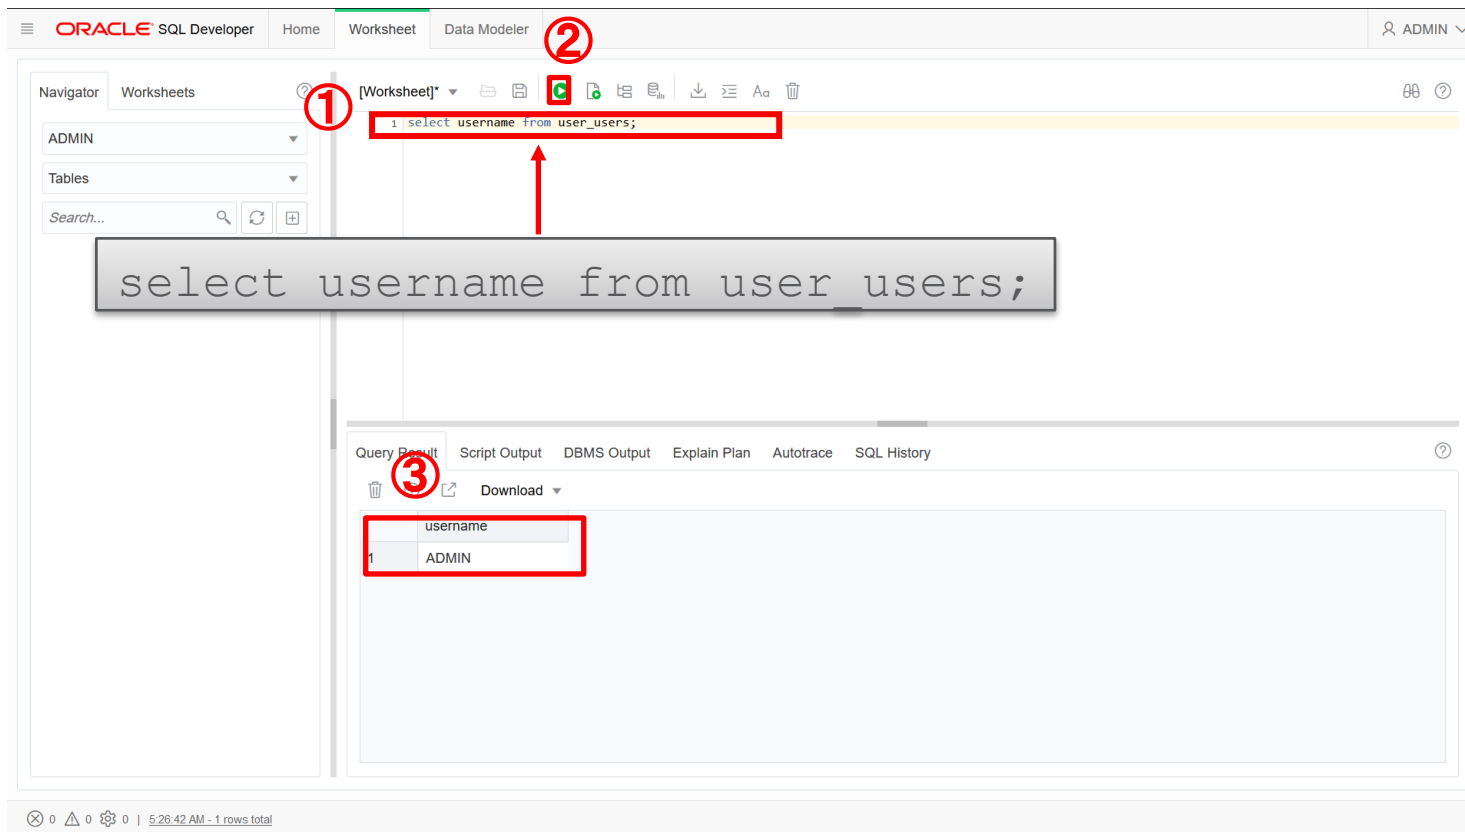 ORACLE SQL Developer
Home
Worksheet
Data Modeler
ADMIN
②
Navigator
Worksheets
①
[Worksheet]*
Aa
1 select username from user_users;
ADMIN
Tables
Search...
select username from user_users;
Query Result
Script Output
DBMS Output
Explain Plan
Autotrace
SQL History
③
Download
username
1 ADMIN
0 0 0 | 5:26:42 AM - 1 rows total